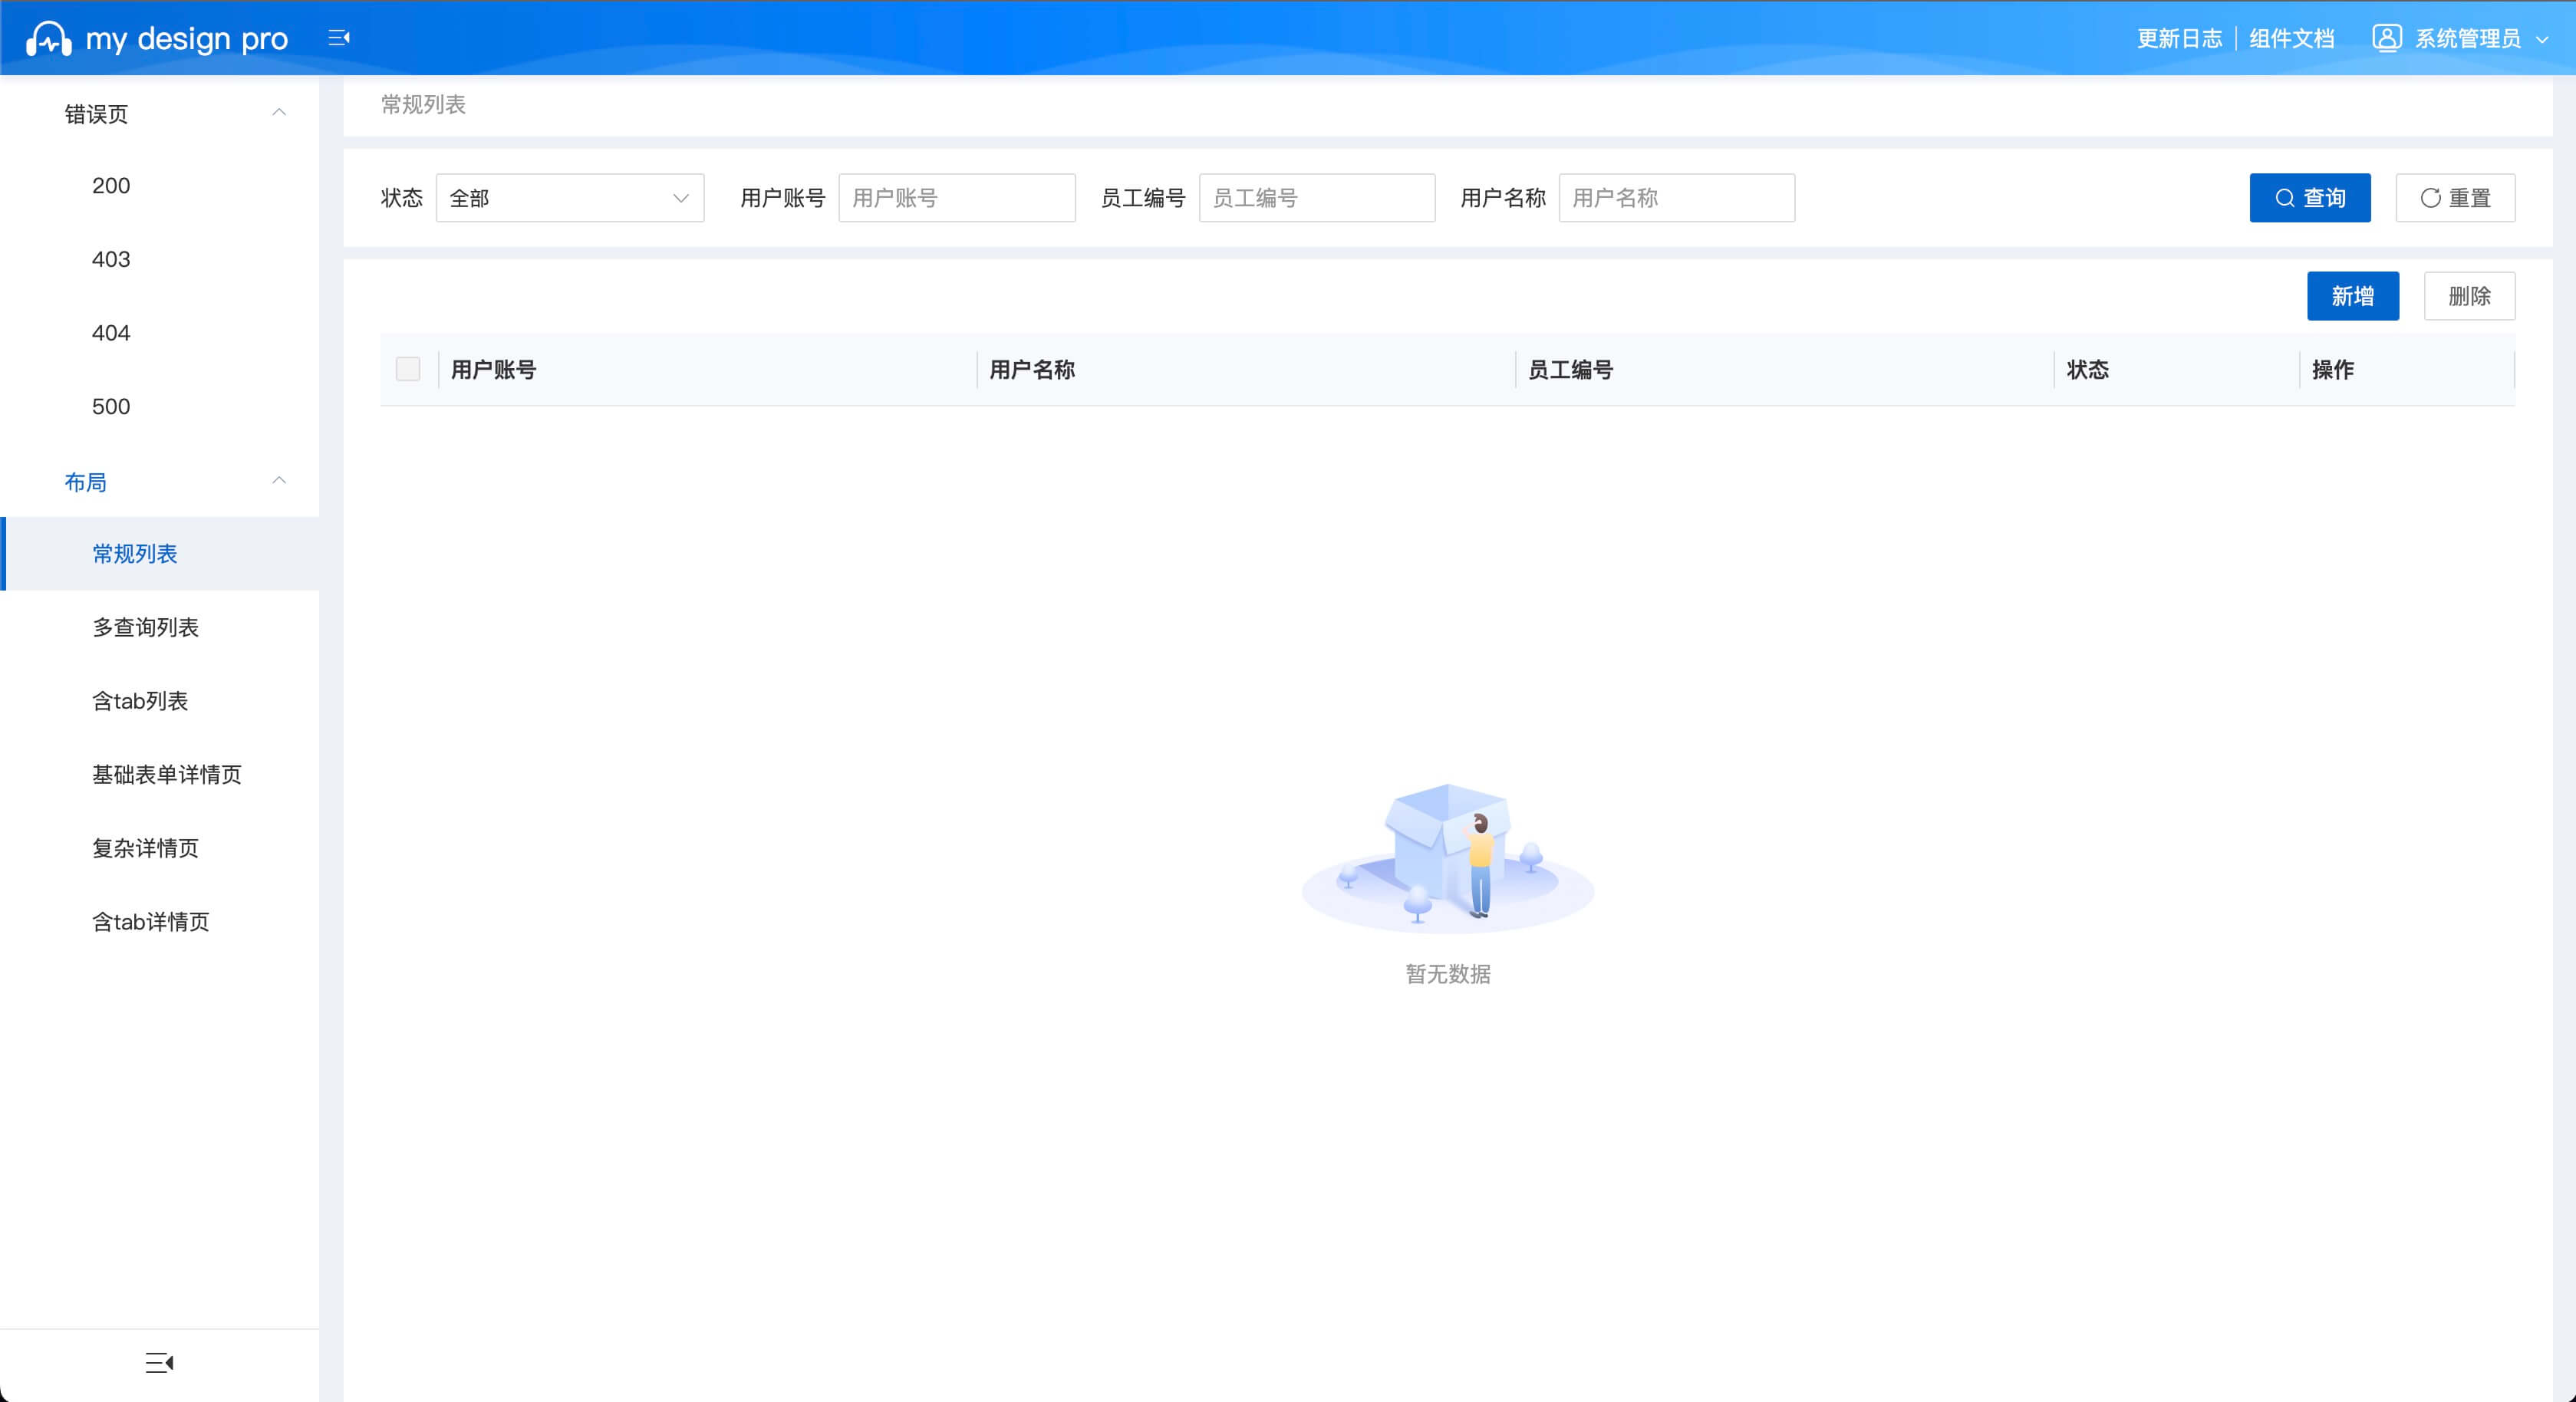 my design pro
更新日志 组件文档 系统管理员
错误页
200
403
404
500
布局
常规列表
多查询列表
含tab列表
基础表单详情页
复杂详情页
含tab详情页
常规列表
状态 全部 用户账号 用户账号 员工编号 员工编号 用户名称 用户名称 查询 重置
新增 删除
用户账号 用户名称 员工编号 状态 操作
暂无数据